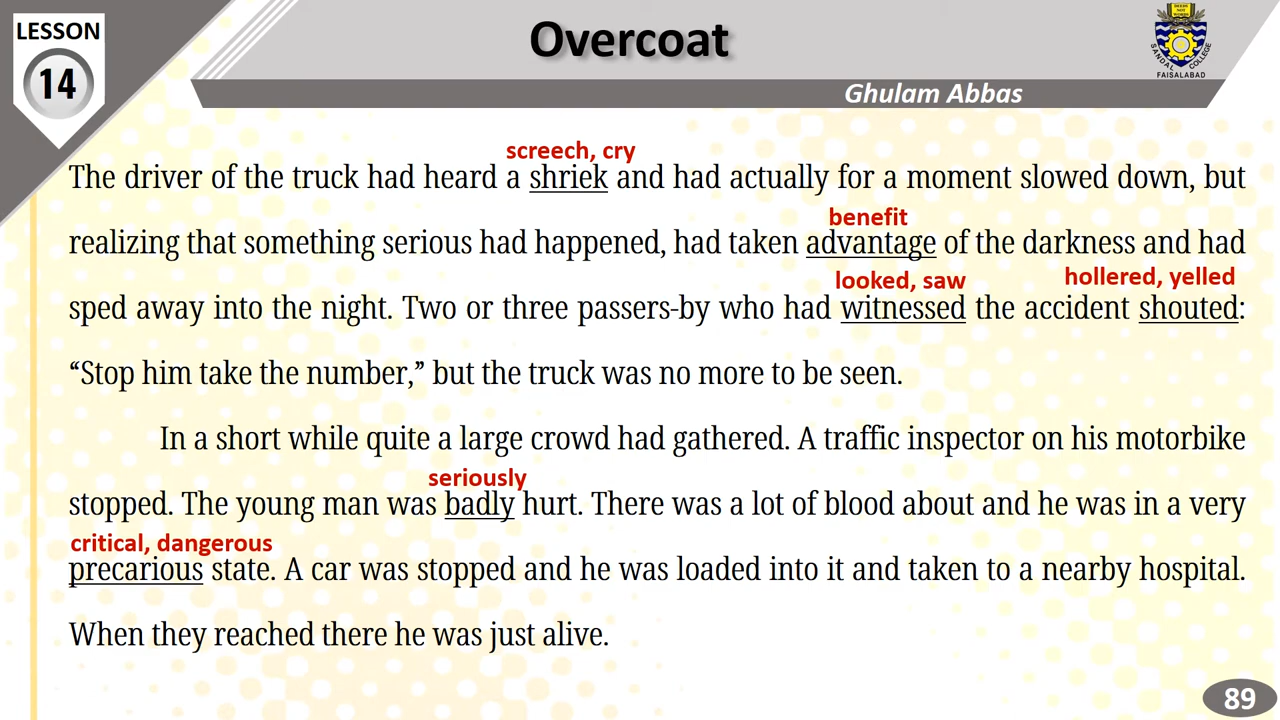 LESSON
14
Overcoat
Ghulam Abbas
SANDAL COLLEGE
FAISALABAD
screech, cry
The driver of the truck had heard a shriek and had actually for a moment slowed down, but
benefit
realizing that something serious had happened, had taken advantage of the darkness and had
looked, saw hollered, yelled
sped away into the night. Two or three passers-by who had witnessed the accident shouted:
“Stop him take the number,” but the truck was no more to be seen.
In a short while quite a large crowd had gathered. A traffic inspector on his motorbike
seriously
stopped. The young man was badly hurt. There was a lot of blood about and he was in a very
critical, dangerous
precarious state. A car was stopped and he was loaded into it and taken to a nearby hospital.
When they reached there he was just alive.
89